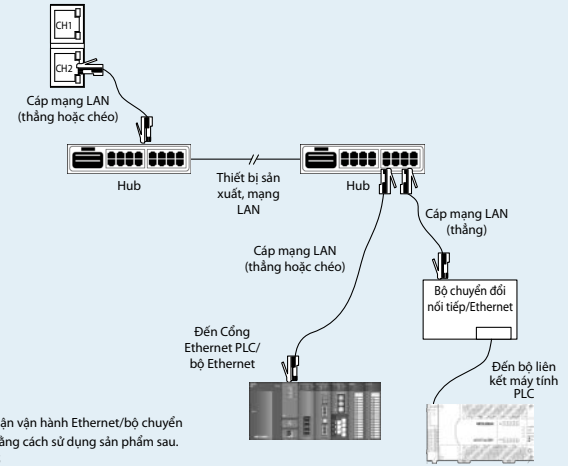 CH1
CH2
Cáp mạng LAN
(thẳng hoặc chéo)
Hub
Thiết bị sản
xuất, mạng
LAN
Hub
Cáp mạng LAN
(thẳng)
Cáp mạng LAN
(thẳng hoặc chéo)
Bộ chuyển đổi
nối tiếp/Ethernet
Đến Cổng
Ethernet PLC/
bộ Ethernet
Đến bộ liên
kết máy tính
PLC
ận vận hành Ethernet/bộ chuyển
ằng cách sử dụng sản phẩm sau.